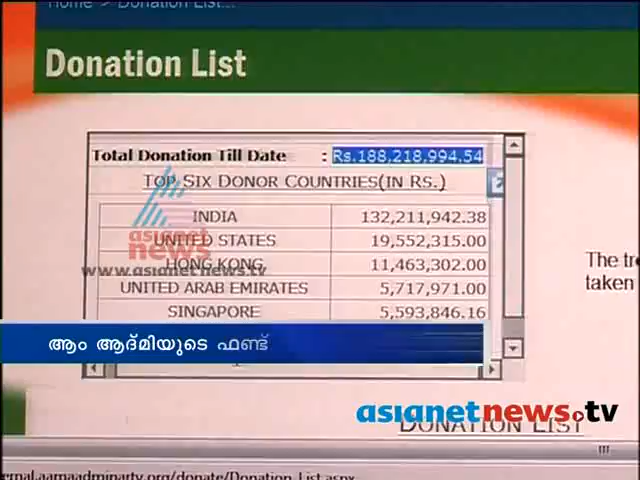 Home > Donation List...
Donation List
Total Donation Till Date : Rs.188,218,994.54
TOP SIX DONOR COUNTRIES(IN RS.)
INDIA 132,211,942.38
UNITED STATES 19,552,315.00
HONG KONG 11,463,302.00
UNITED ARAB EMIRATES 5,717,971.00
SINGAPORE 5,593,846.16
asianet
news
www.asianetnews.tv
The tr
taken
ആം ആദ്മിയുടെ ഫണ്ട്
asianetnews.tv
DONATION LIST
ernal.aamaadmiparty.org/donate/Donation_List.aspx